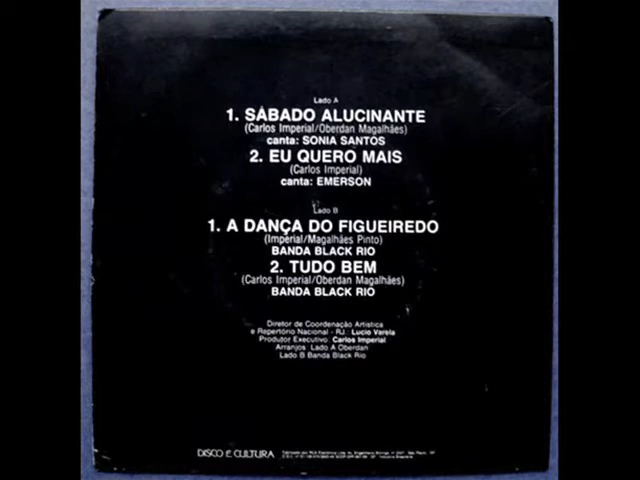 Lado A
1. SÁBADO ALUCINANTE
(Carlos Imperial/Oberdan Magalhães)
canta: SONIA SANTOS
2. EU QUERO MAIS
(Carlos Imperial)
canta: EMERSON
Lado B
1. A DANÇA DO FIGUEIREDO
(Imperial/Magalhães Pinto)
BANDA BLACK RIO
2. TUDO BEM
(Carlos Imperial/Oberdan Magalhães)
BANDA BLACK RIO
Diretor de Coordenação Artística
e Repertório Nacional - RJ.: Lucio Varela
Produtor Executivo: Carlos Imperial
Arranjos: Lado A Oberdan
Lado B Banda Black Rio
DISCO É CULTURA